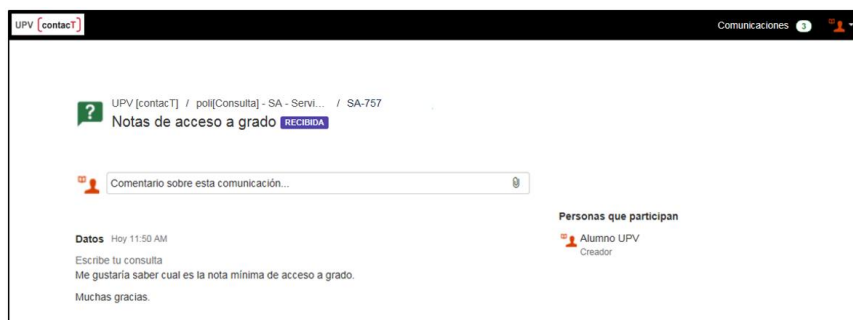 UPV [contacT]
Comunicaciones 3
UPV [contacT] / poli[Consulta] - SA - Servi... / SA-757
Notas de acceso a grado RECIBIDA
Comentario sobre esta comunicación...
Personas que participan
Alumno UPV
Creador
Datos Hoy 11:50 AM
Escribe tu consulta
Me gustaría saber cual es la nota mínima de acceso a grado.
Muchas gracias.